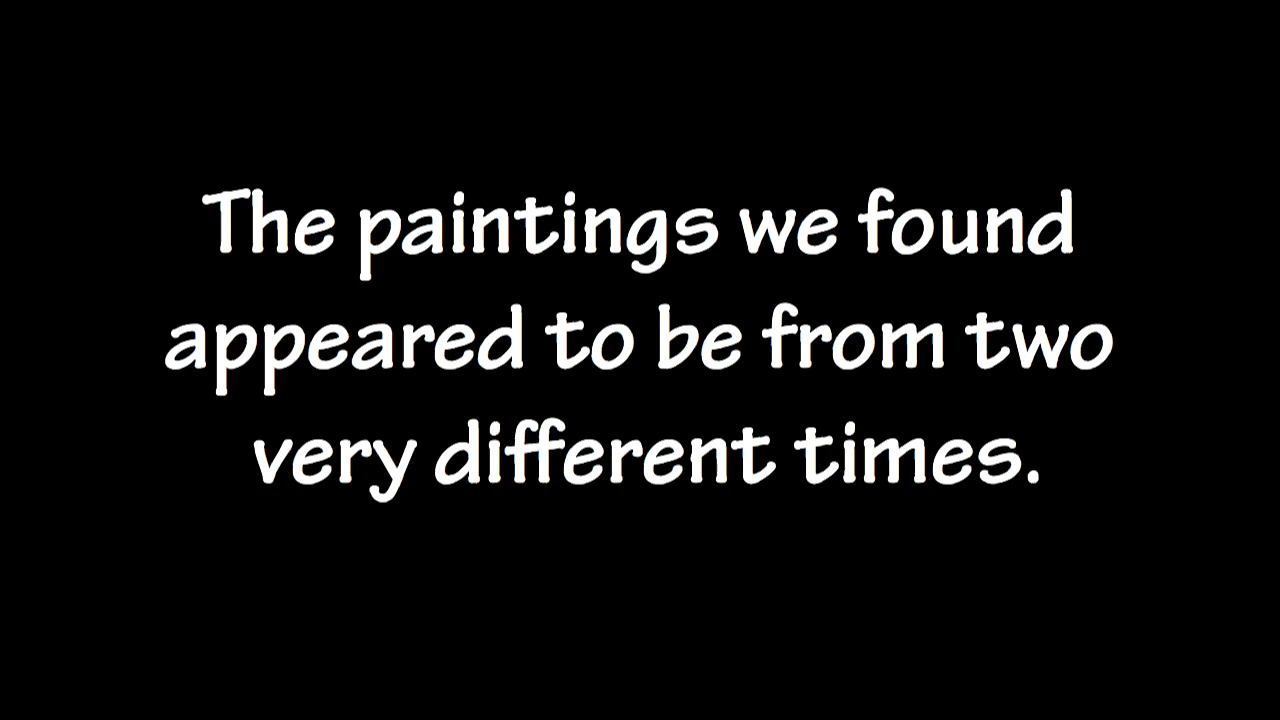 The paintings we found
appeared to be from two
very different times.